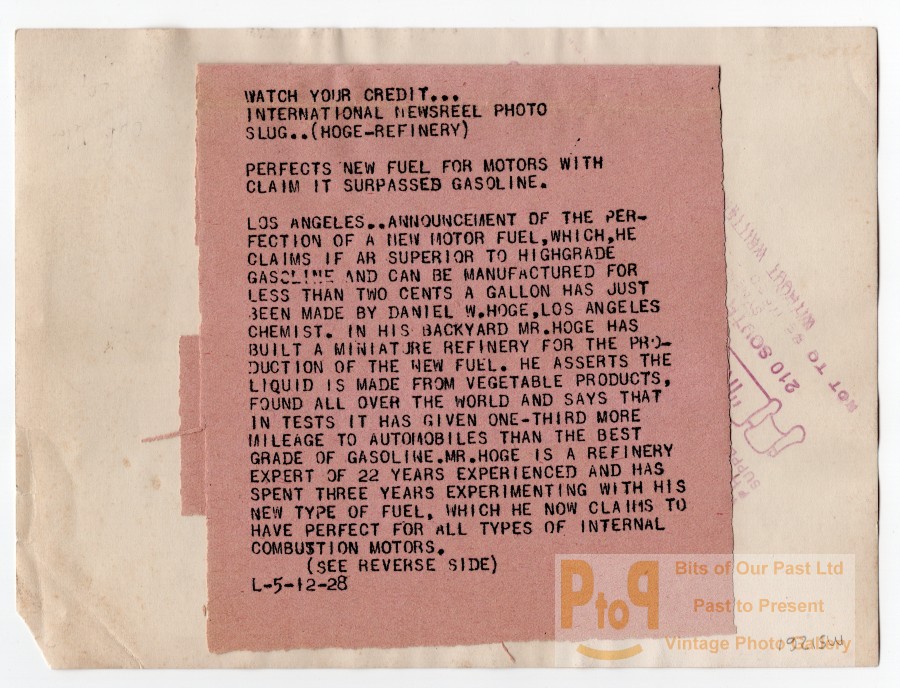 WATCH YOUR CREDIT...
INTERNATIONAL NEWSREEL PHOTO
SLUG..(HOGE-REFINERY)
PERFECTS NEW FUEL FOR MOTORS WITH
CLAIM IT SURPASSED GASOLINE.
LOS ANGELES..ANNOUNCEMENT OF THE PER-
FECTION OF A NEW MOTOR FUEL,WHICH,HE
CLAIMS IF AR SUPERIOR TO HIGHGRADE
GASOLINE AND CAN BE MANUFACTURED FOR
LESS THAN TWO CENTS A GALLON HAS JUST
BEEN MADE BY DANIEL W.HOGE,LOS ANGELES
CHEMIST. IN HIS BACKYARD MR.HOGE HAS
BUILT A MINIATURE REFINERY FOR THE PRO-
DUCTION OF THE NEW FUEL. HE ASSERTS THE
LIQUID IS MADE FROM VEGETABLE PRODUCTS,
FOUND ALL OVER THE WORLD AND SAYS THAT
IN TESTS IT HAS GIVEN ONE-THIRD MORE
MILEAGE TO AUTOMOBILES THAN THE BEST
GRADE OF GASOLINE.MR.HOGE IS A REFINERY
EXPERT OF 22 YEARS EXPERIENCED AND HAS
SPENT THREE YEARS EXPERIMENTING WITH HIS
NEW TYPE OF FUEL, WHICH HE NOW CLAIMS TO
HAVE PERFECT FOR ALL TYPES OF INTERNAL
COMBUSTION MOTORS.
(SEE REVERSE SIDE)
L-5-12-28
NOT TO WITHOUT
210 SOUTH
PtoP
Bits of Our Past Ltd
Past to Present
Vintage Photo Gallery